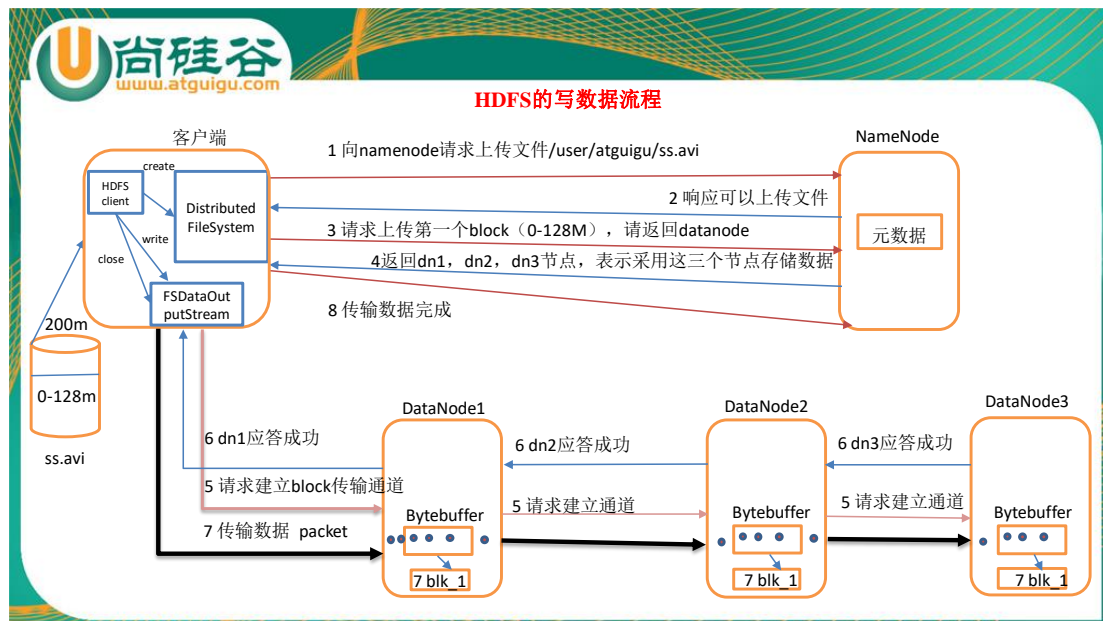 尚硅谷
www.atguigu.com
HDFS的写数据流程
客户端
NameNode
1 向namenode请求上传文件/user/atguigu/ss.avi
create
HDFS
client
Distributed
FileSystem
2 响应可以上传文件
元数据
3 请求上传第一个block（0-128M），请返回datanode
write
close
4返回dn1，dn2，dn3节点，表示采用这三个节点存储数据
FSDataOut
putStream
8 传输数据完成
200m
0-128m
ss.avi
DataNode1
DataNode2
DataNode3
6 dn1应答成功
6 dn2应答成功
6 dn3应答成功
5 请求建立block传输通道
5 请求建立通道
5 请求建立通道
Bytebuffer
Bytebuffer
Bytebuffer
7 传输数据 packet
7 blk_1
7 blk_1
7 blk_1